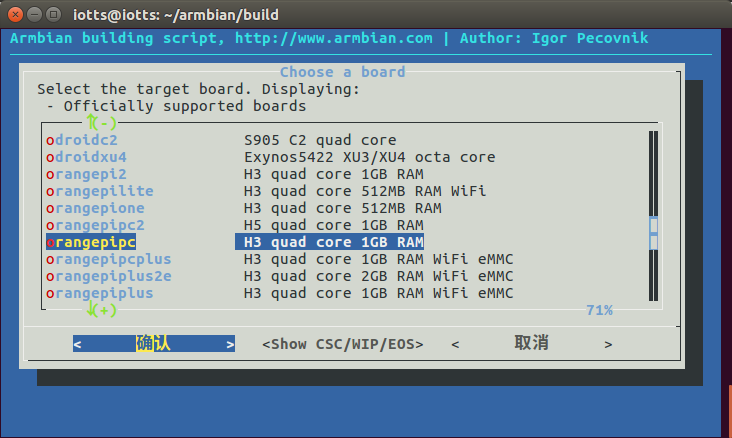 iotts@iotts: ~/armbian/build
Armbian building script, http://www.armbian.com | Author: Igor Pecovnik
Choose a board
Select the target board. Displaying:
- Officially supported boards
↑(-)
odroidc2 S905 C2 quad core
odroidxu4 Exynos5422 XU3/XU4 octa core
orangepi2 H3 quad core 1GB RAM
orangepilite H3 quad core 512MB RAM WiFi
orangepione H3 quad core 512MB RAM
orangepipc2 H5 quad core 1GB RAM
orangepipc H3 quad core 1GB RAM
orangepipcplus H3 quad core 1GB RAM WiFi eMMC
orangepiplus2e H3 quad core 2GB RAM WiFi eMMC
orangepiplus H3 quad core 1GB RAM WiFi eMMC
↓(+) 71%
< 确认 > <Show CSC/WIP/EOS> < 取消 >